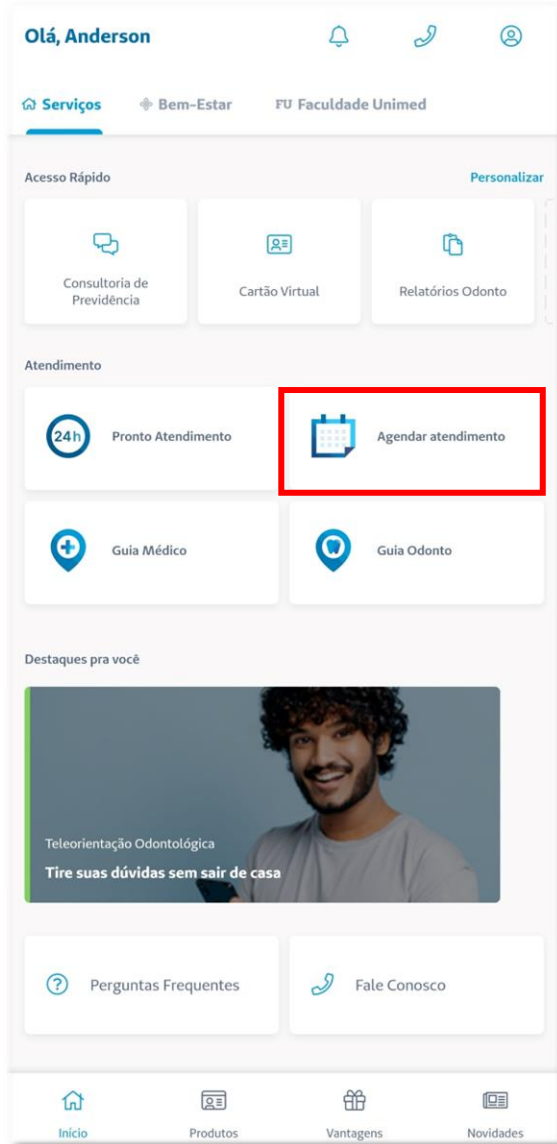 Olá, Anderson
Serviços
Bem-Estar
FU Faculdade Unimed
Acesso Rápido
Personalizar
Consultoria de
Previdência
Cartão Virtual
Relatórios Odonto
Atendimento
24h
Pronto Atendimento
Agendar atendimento
Guia Médico
Guia Odonto
Destaques pra você
Teleorientação Odontológica
Tire suas dúvidas sem sair de casa
Perguntas Frequentes
Fale Conosco
Início
Produtos
Vantagens
Novidades